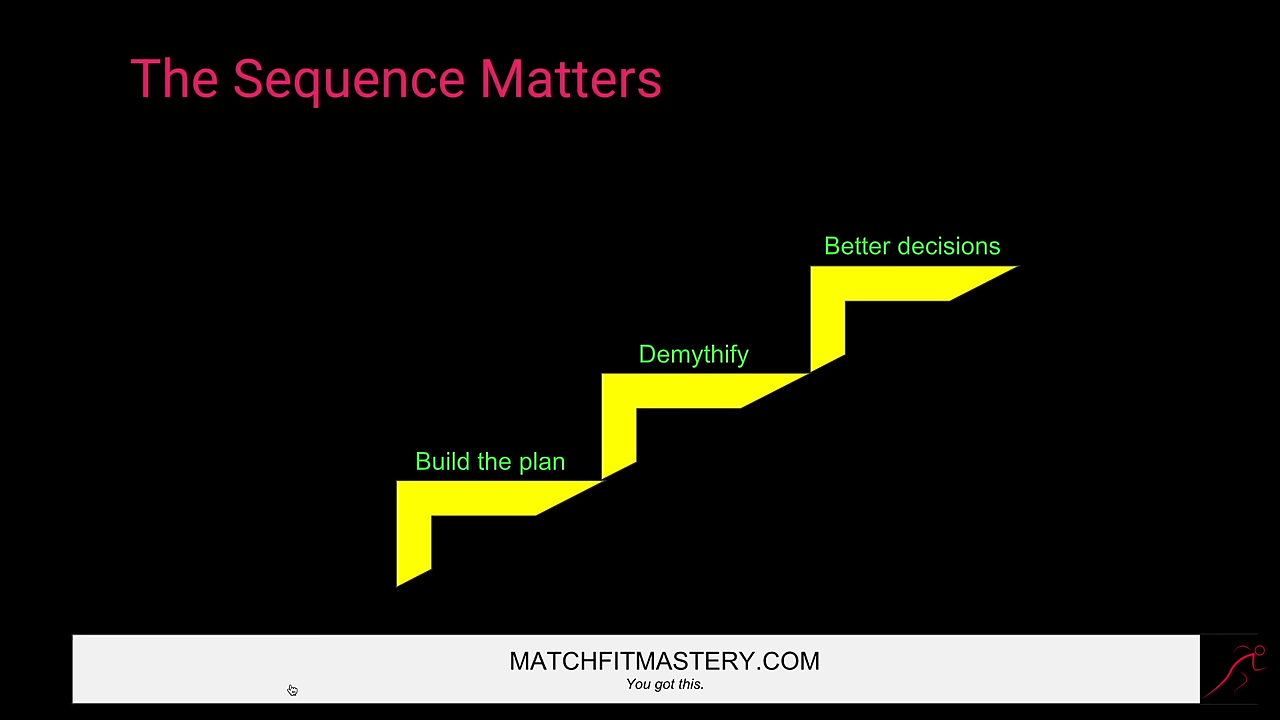 The Sequence Matters
Better decisions
Demythify
Build the plan
MATCHFITMASTERY.COM
You got this.